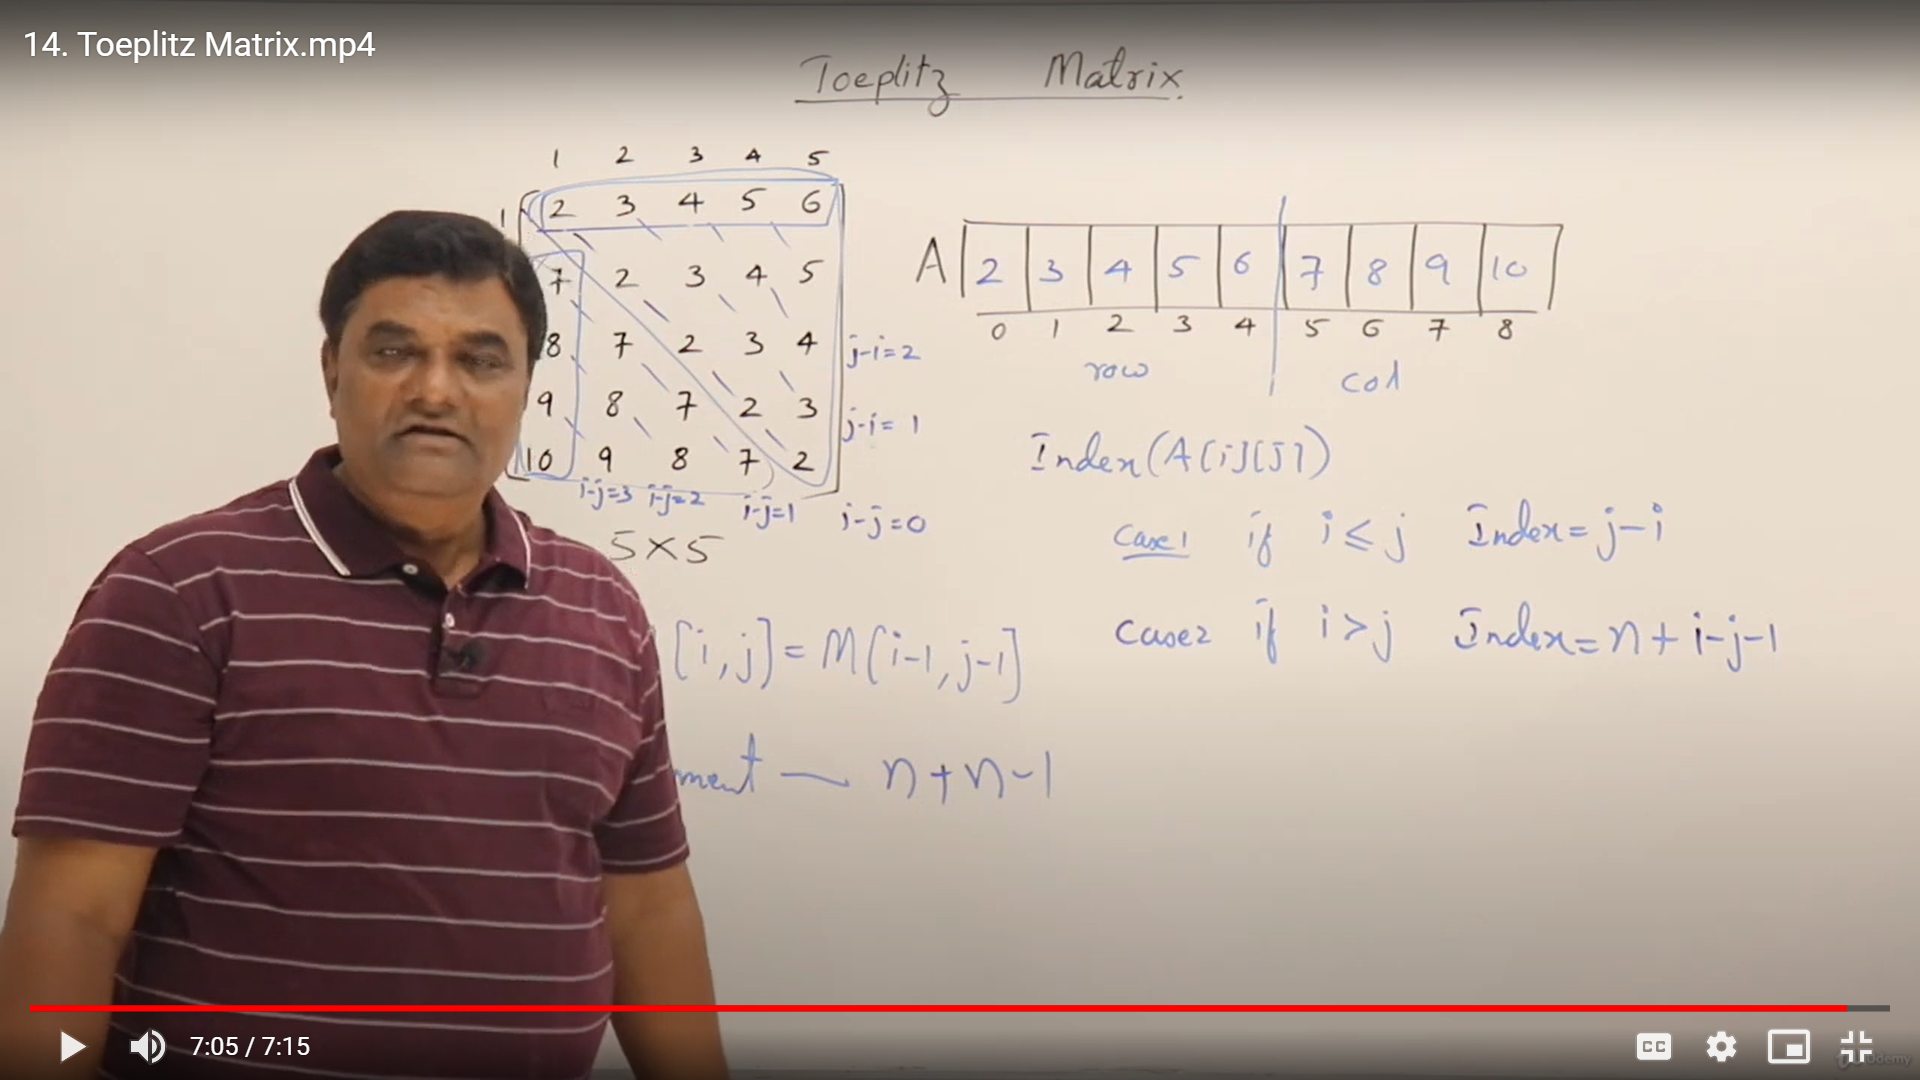 14. Toeplitz Matrix.mp4
Toeplitz Matrix
1 2 3 4 5
1 2 3 4 5 6
7 2 3 4 5
8 7 2 3 4 j-i=2
9 8 7 2 3 j-i=1
10 9 8 7 2
i-j=3 i-j=2 i-j=1 i-j=0
5×5
[i,j] = M[i-1, j-1]
ment — n+n-1
A 2 3 4 5 6 7 8 9 10
0 1 2 3 4 5 6 7 8
row col
Index(A[i][j])
Case1 if i ≤ j Index = j-i
Case2 if i > j Index = n+i-j-1
7:05 / 7:15
CC
Udemy